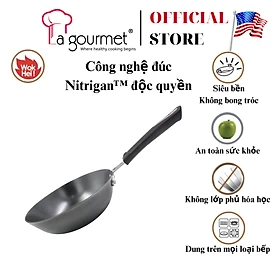 La gourmet®
Where healthy cooking begins
OFFICIAL
STORE
Wok
Hei!
Công nghệ đúc
Nitrigan™ độc quyền
Siêu bền
Không bong tróc
An toàn sức khỏe
Không lớp phủ hóa học
Dung trên mọi loại bếp